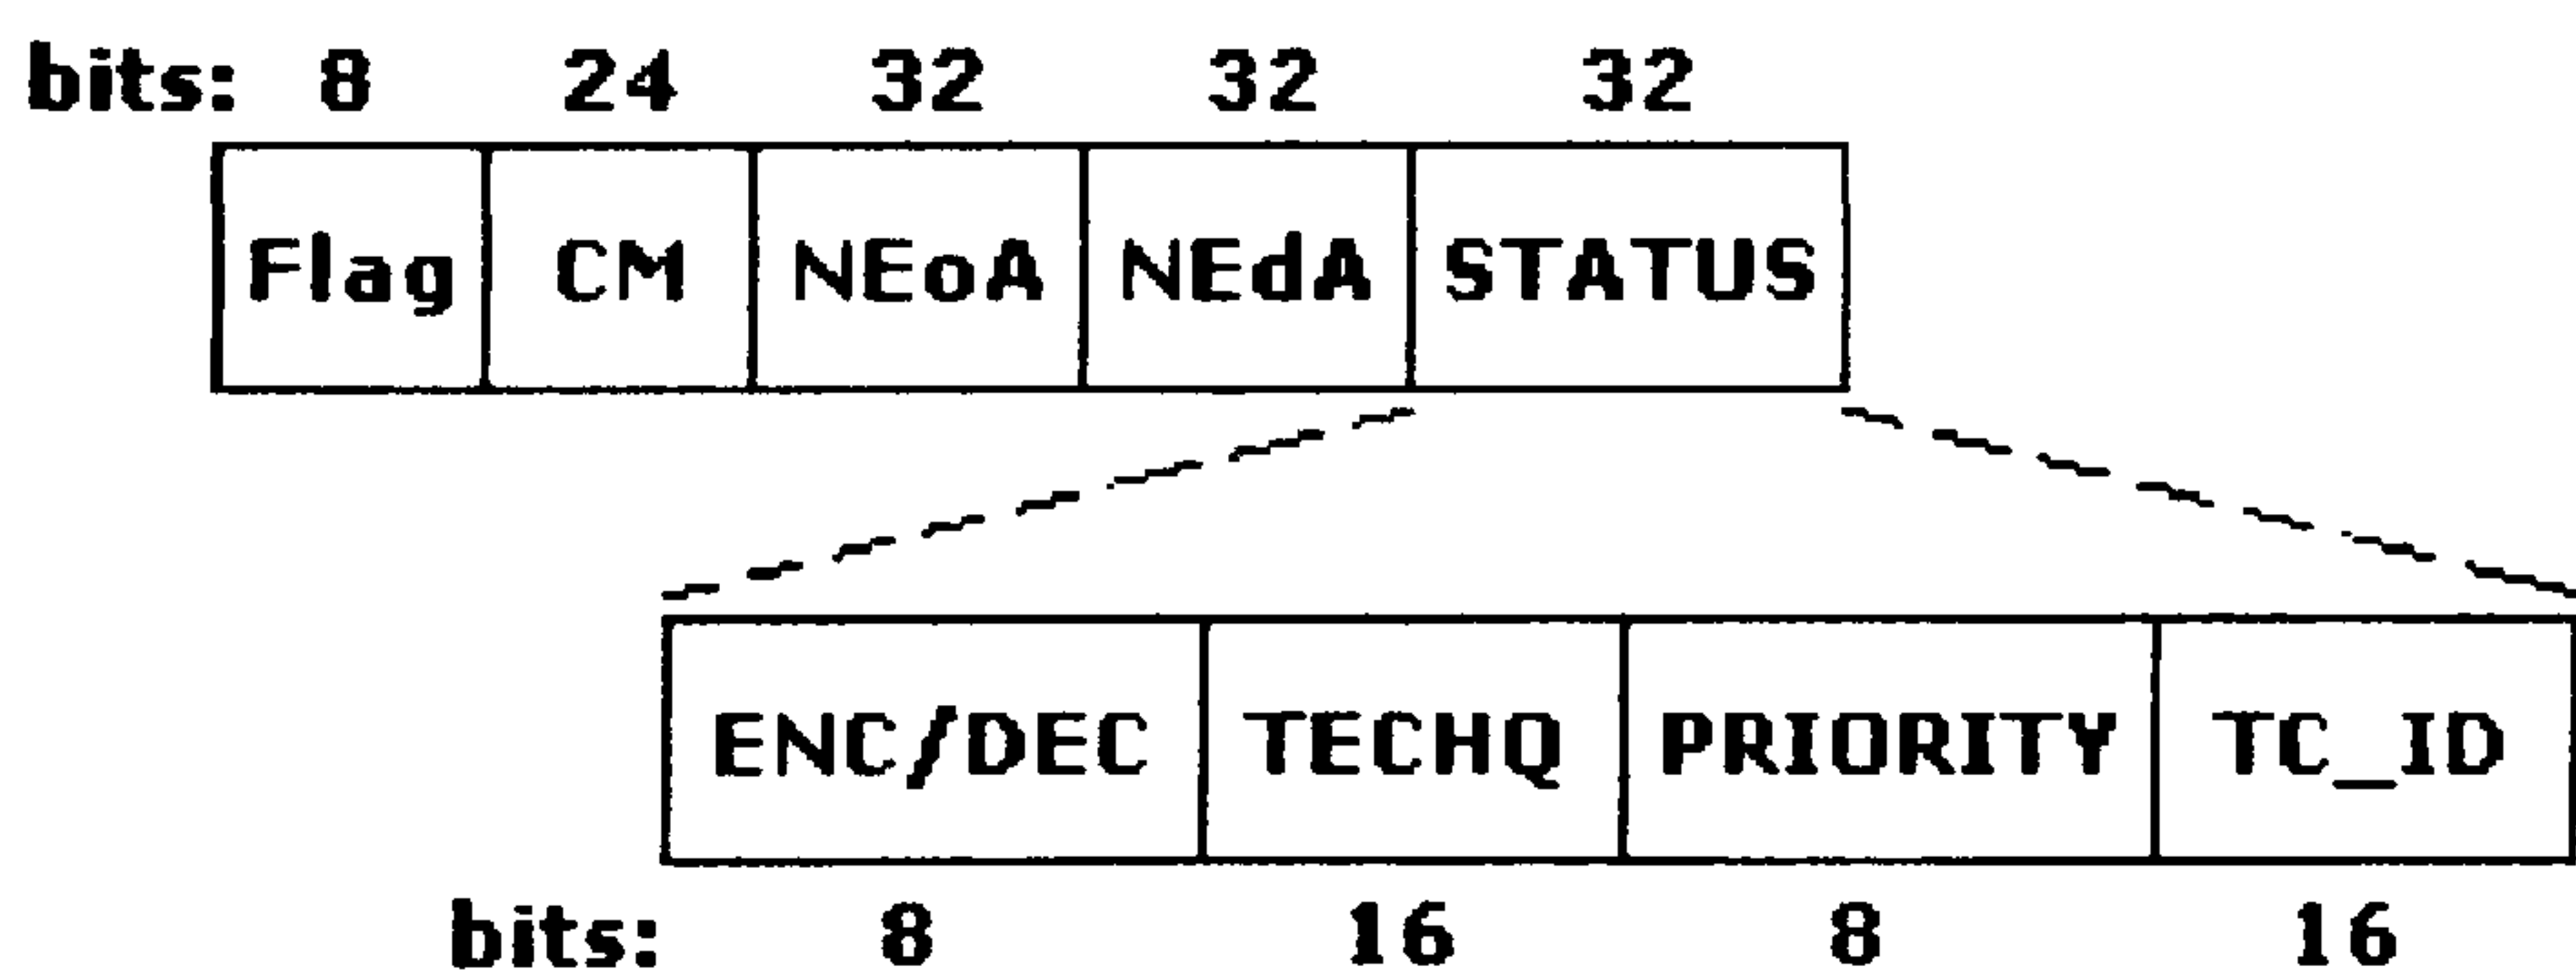 bits: 8 24 32 32 32
Flag CM NEoA NEdA STATUS
ENC/DEC TECHQ PRIORITY TC_ID
bits: 8 16 8 16